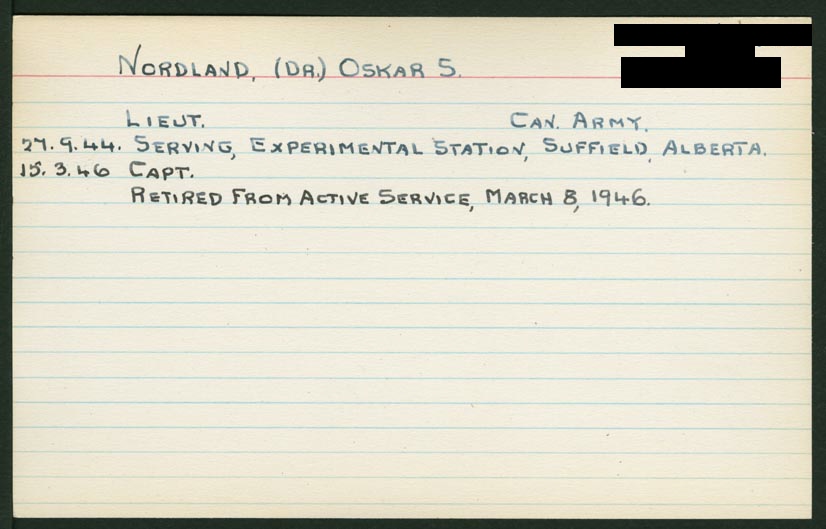 NORDLAND, (DR.) OSKAR S.
LIEUT. CAN. ARMY.
27.9.44. SERVING, EXPERIMENTAL STATION, SUFFIELD, ALBERTA.
15.3.46 CAPT.
RETIRED FROM ACTIVE SERVICE, MARCH 8, 1946.